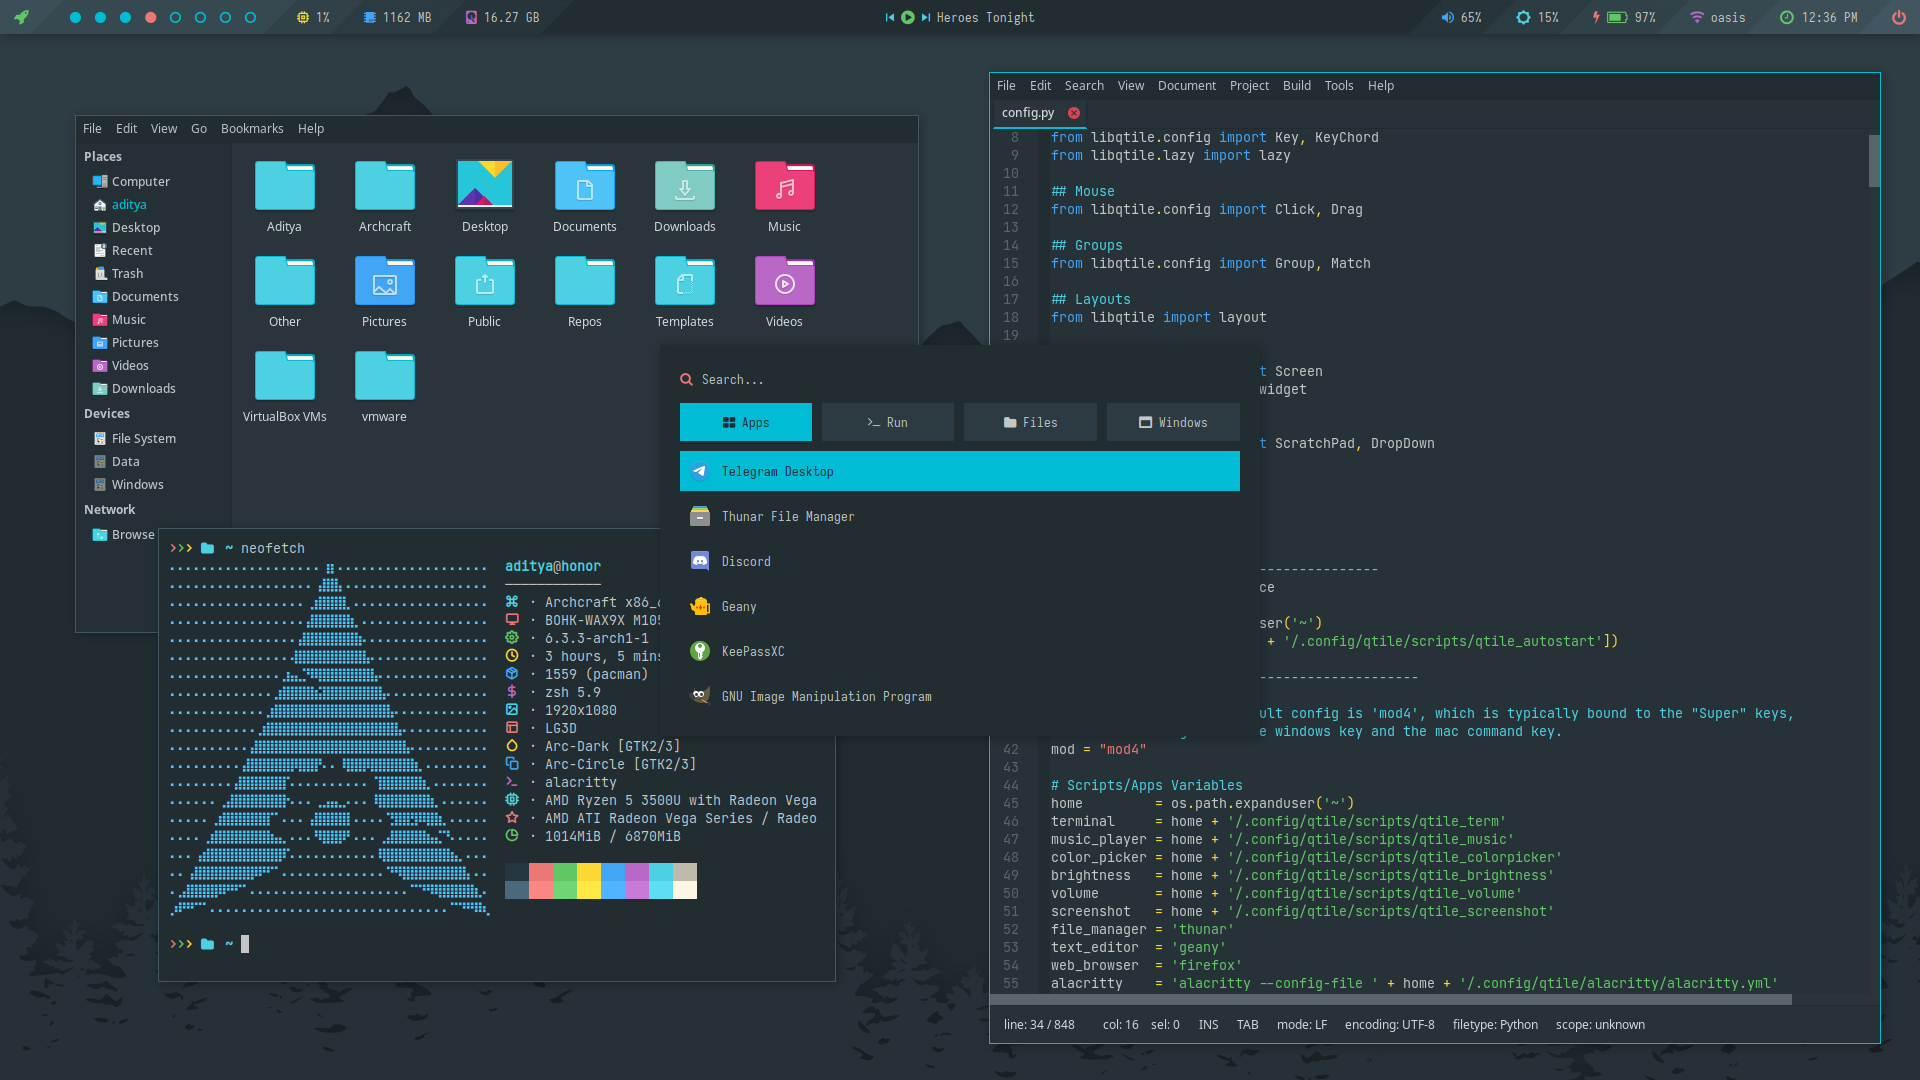 1%
1162 MB
16.27 GB
Heroes Tonight
65%
15%
97%
oasis
12:36 PM
File Edit View Go Bookmarks Help
Places
Computer
aditya
Desktop
Recent
Trash
Documents
Music
Pictures
Videos
Downloads
Devices
File System
Data
Windows
Network
Browse
Aditya
Archcraft
Desktop
Documents
Downloads
Music
Other
Pictures
Public
Repos
Templates
Videos
VirtualBox VMs
vmware
>>> ~ neofetch
aditya@honor
· Archcraft
· BOHK-WAX9X
· 6.3.3-arch1-1
· 3 hours, 5 mins
· 1559 (pacman)
· zsh 5.9
· 1920x1080
· LG3D
· Arc-Dark [GTK2/3]
· Arc-Circle [GTK2/3]
· alacritty
· AMD Ryzen 5 3500U with Radeon Vega
· AMD ATI Radeon Vega Series / Radeo
· 1014MiB / 6870MiB
>>> ~
Search...
Apps
Run
Files
Windows
Telegram Desktop
Thunar File Manager
Discord
Geany
KeePassXC
GNU Image Manipulation Program
File Edit Search View Document Project Build Tools Help
config.py
8 from libqtile.config import Key, KeyChord
9 from libqtile.lazy import lazy
10
11 ## Mouse
12 from libqtile.config import Click, Drag
13
14 ## Groups
15 from libqtile.config import Group, Match
16
17 ## Layouts
18 from libqtile import layout
19
t Screen
widget
t ScratchPad, DropDown
---------------
ce
ser('~')
+ '/.config/qtile/scripts/qtile_autostart'])
--------------------
ult config is 'mod4', which is typically bound to the "Super" keys,
e windows key and the mac command key.
42 mod = "mod4"
43
44 # Scripts/Apps Variables
45 home = os.path.expanduser('~')
46 terminal = home + '/.config/qtile/scripts/qtile_term'
47 music_player = home + '/.config/qtile/scripts/qtile_music'
48 color_picker = home + '/.config/qtile/scripts/qtile_colorpicker'
49 brightness = home + '/.config/qtile/scripts/qtile_brightness'
50 volume = home + '/.config/qtile/scripts/qtile_volume'
51 screenshot = home + '/.config/qtile/scripts/qtile_screenshot'
52 file_manager = 'thunar'
53 text_editor = 'geany'
54 web_browser = 'firefox'
55 alacritty = 'alacritty --config-file ' + home + '/.config/qtile/alacritty/alacritty.yml'
line: 34 / 848 col: 16 sel: 0 INS TAB mode: LF encoding: UTF-8 filetype: Python scope: unknown